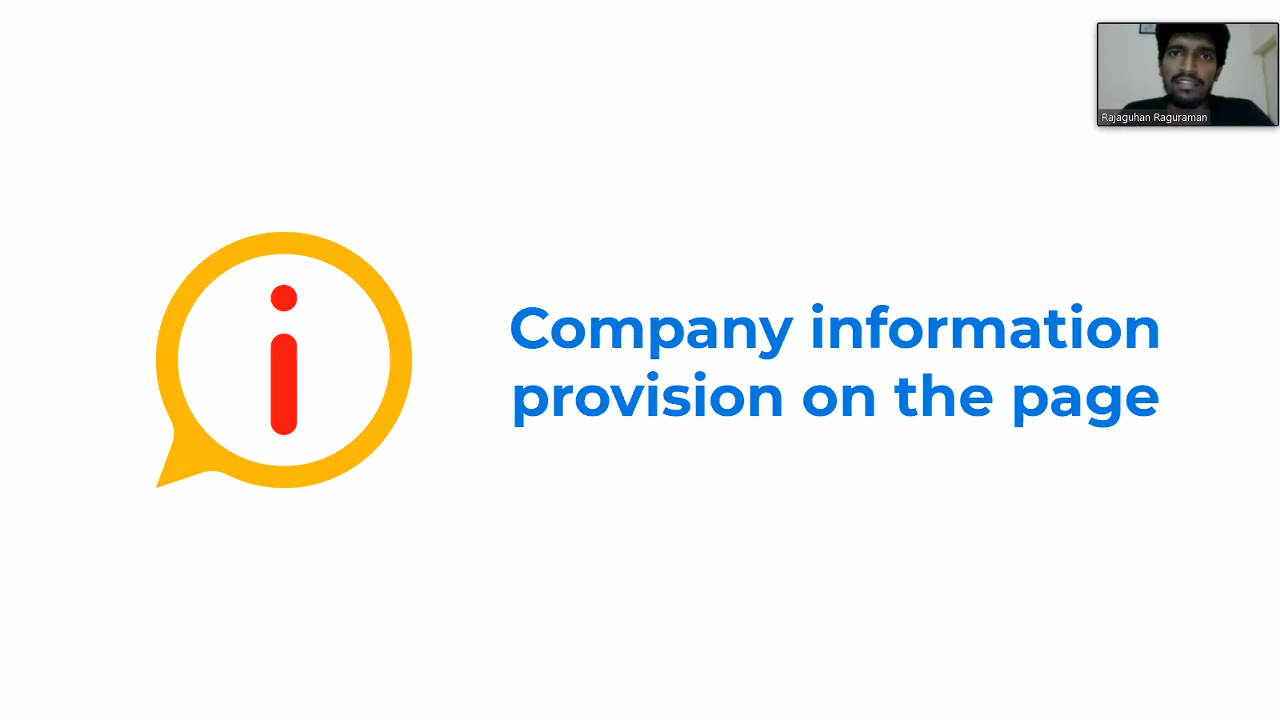 Rajaguhan Raguraman
Company information
provision on the page